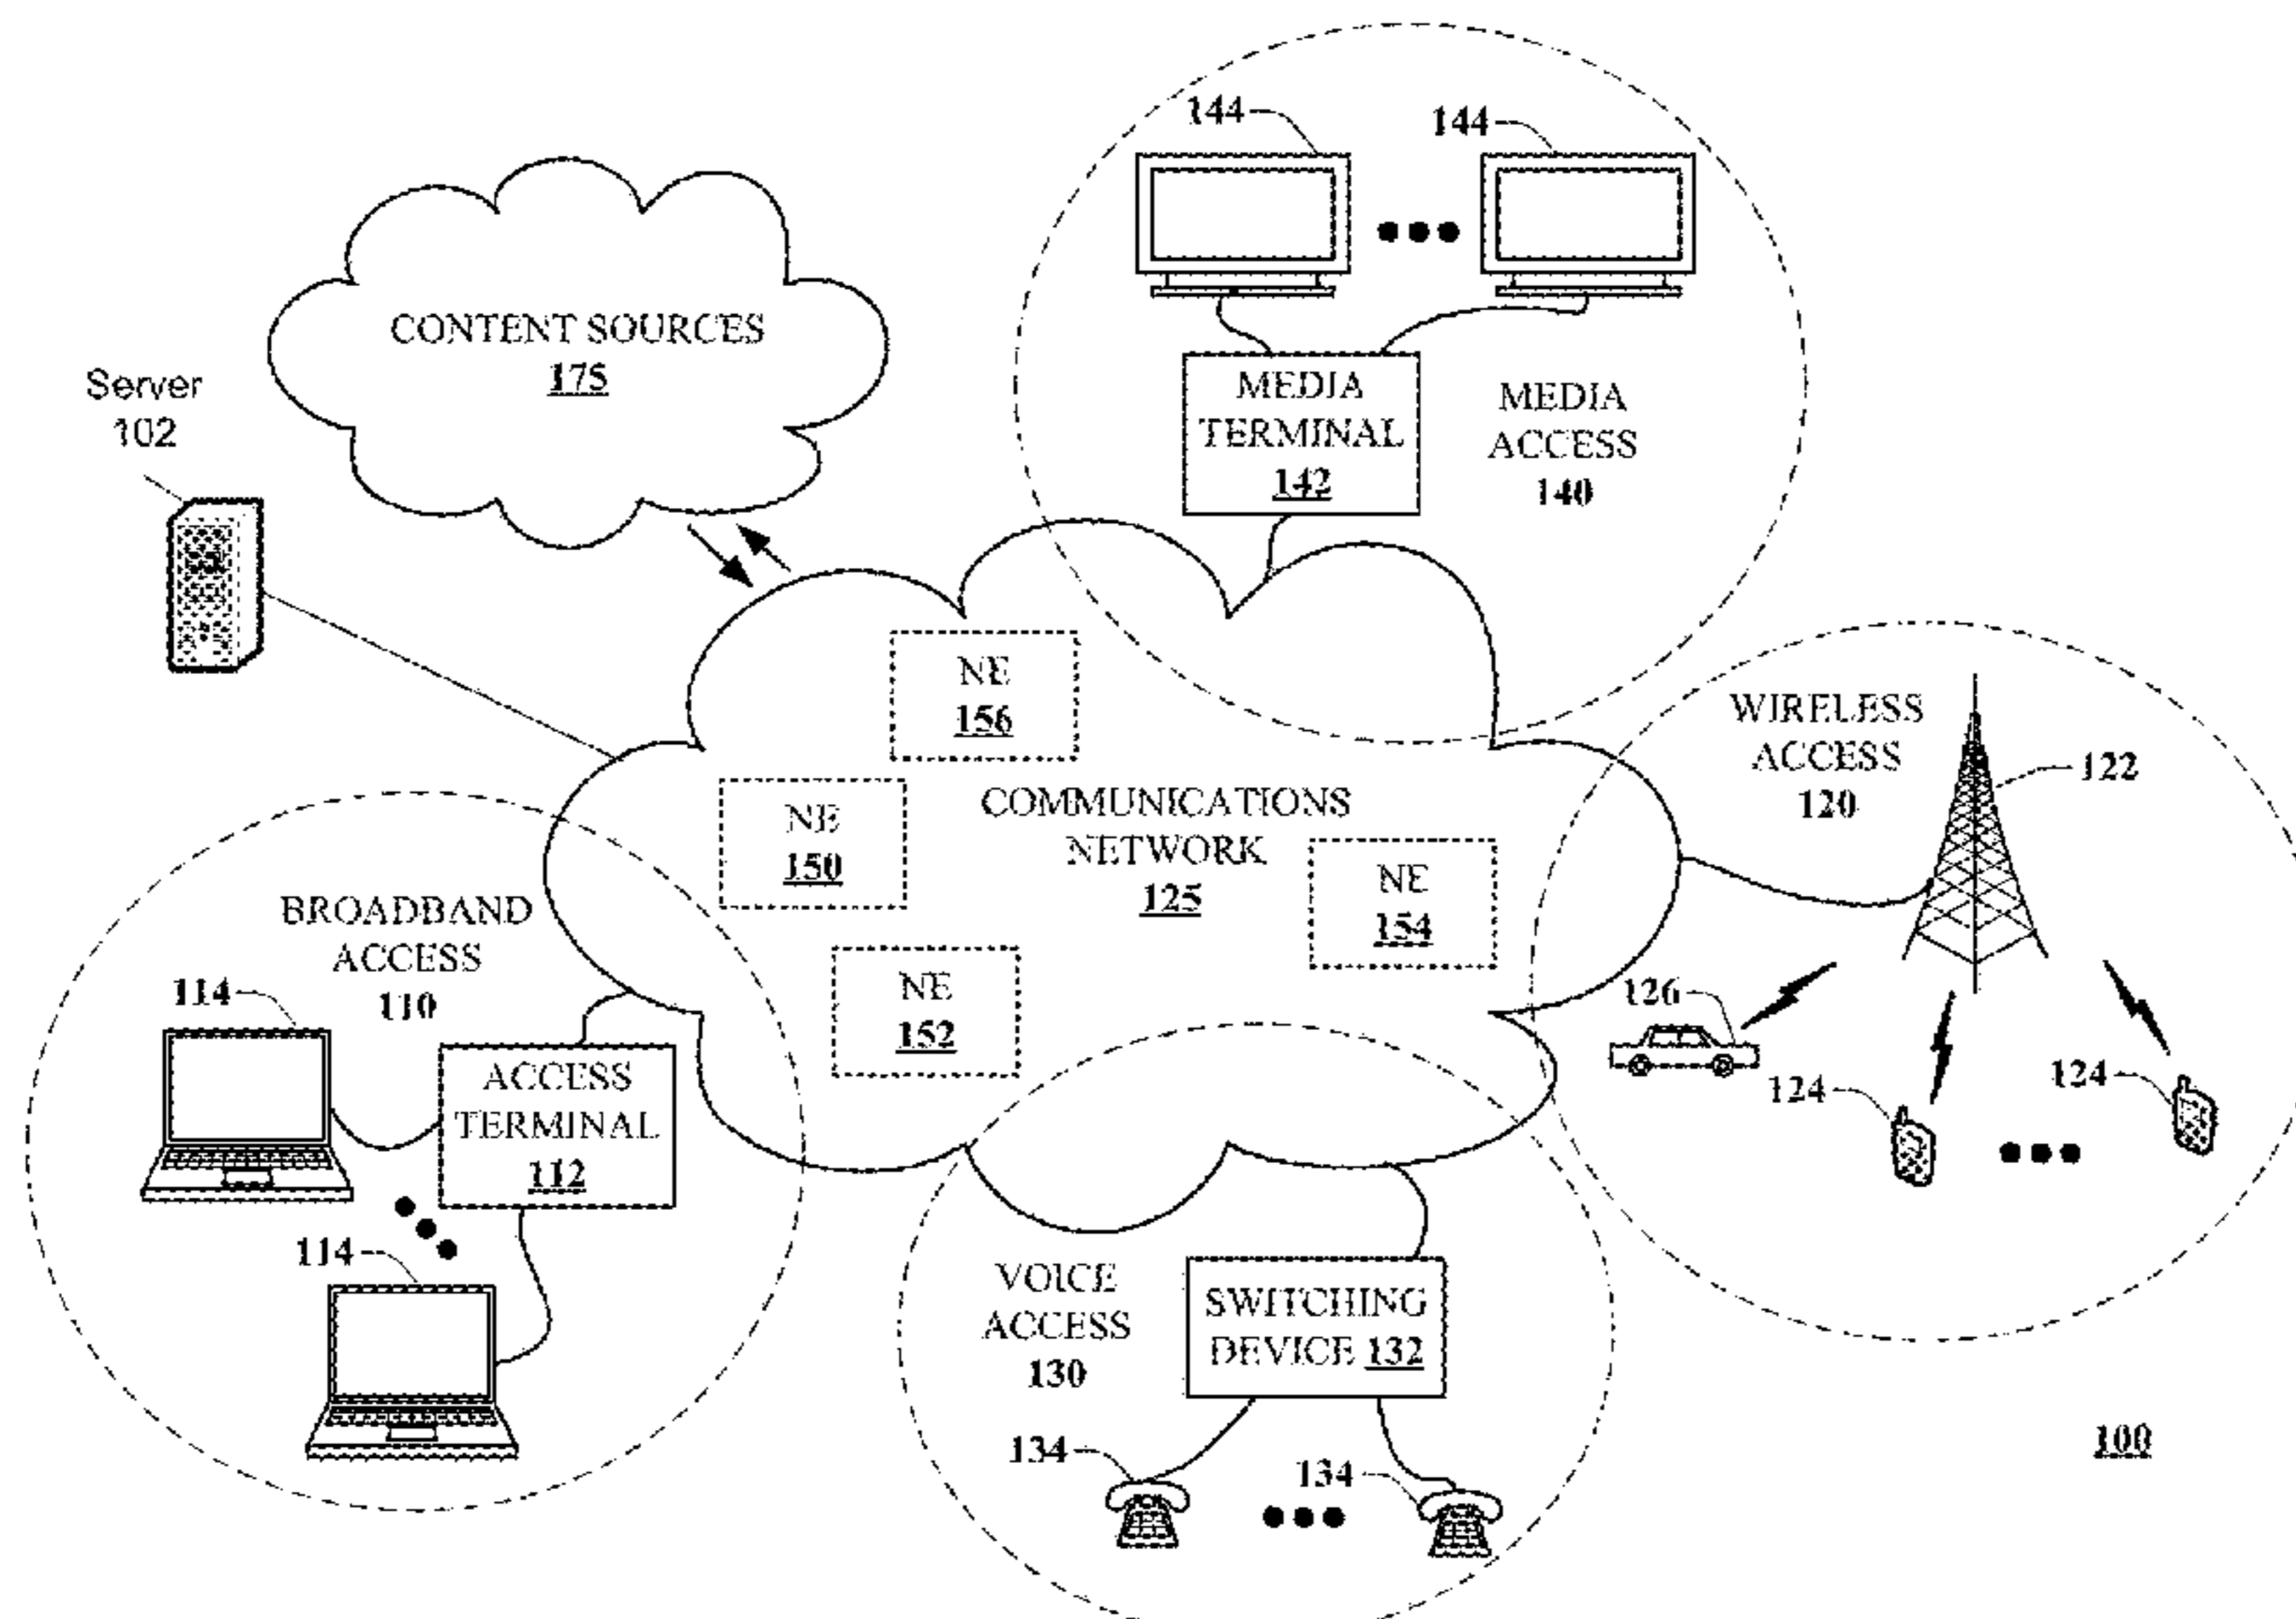 144
144
CONTENT SOURCES
175
Server
102
MEDIA
TERMINAL
142
MEDIA
ACCESS
140
NE
156
WIRELESS
ACCESS
120
122
NE
150
COMMUNICATIONS
NETWORK
125
NE
154
BROADBAND
ACCESS
110
114
NE
152
126
ACCESS
TERMINAL
112
124
124
114
VOICE
ACCESS
130
SWITCHING
DEVICE 132
134
134
100